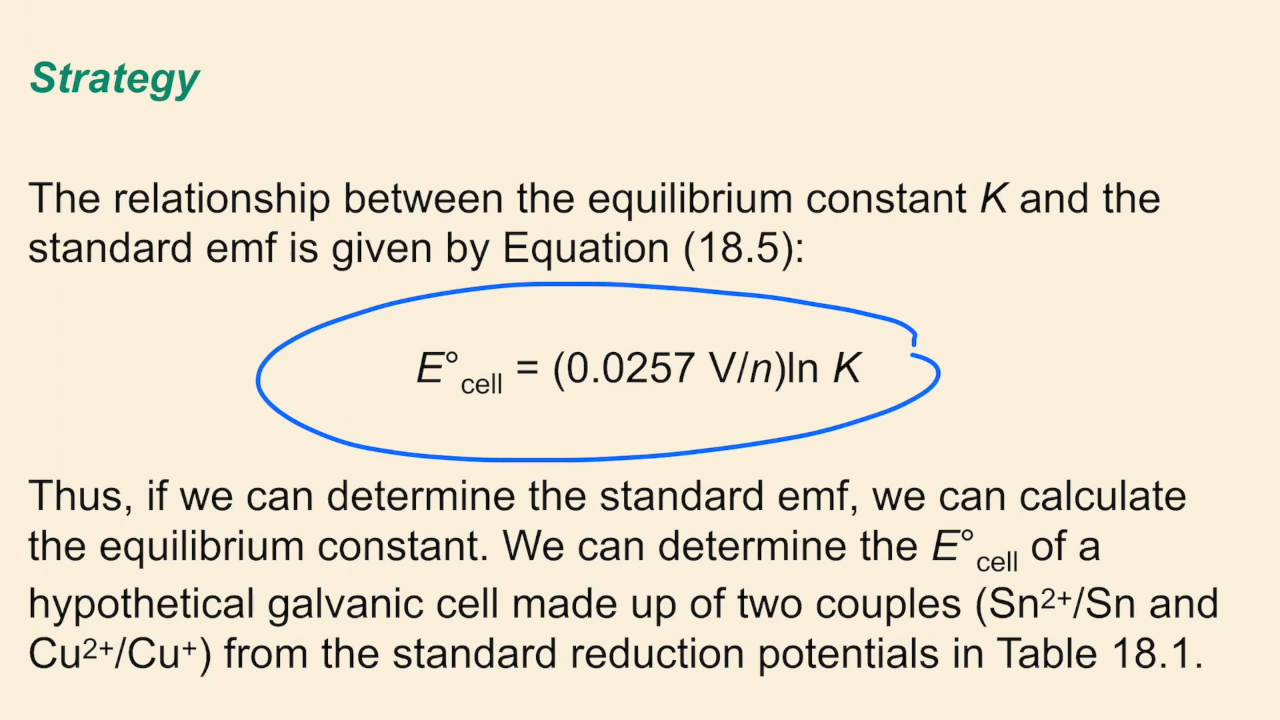 Strategy
The relationship between the equilibrium constant K and the
standard emf is given by Equation (18.5):
E°cell = (0.0257 V/n)ln K
Thus, if we can determine the standard emf, we can calculate
the equilibrium constant. We can determine the E°cell of a
hypothetical galvanic cell made up of two couples (Sn2+/Sn and
Cu2+/Cu+) from the standard reduction potentials in Table 18.1.